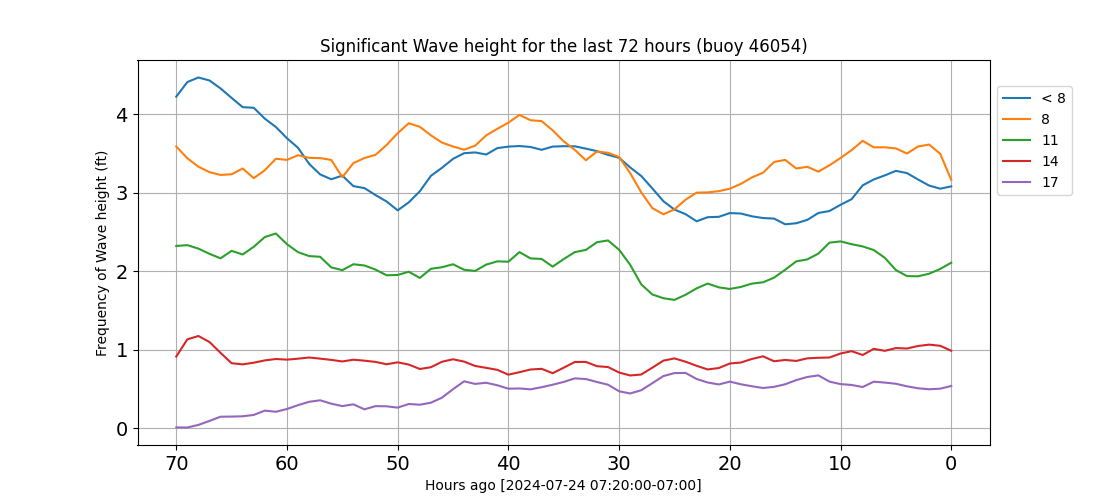 Significant Wave height for the last 72 hours (buoy 46054)
Frequency of Wave height (ft)
4
3
2
1
0
70 60 50 40 30 20 10 0
Hours ago [2024-07-24 07:20:00-07:00]
< 8
8
11
14
17